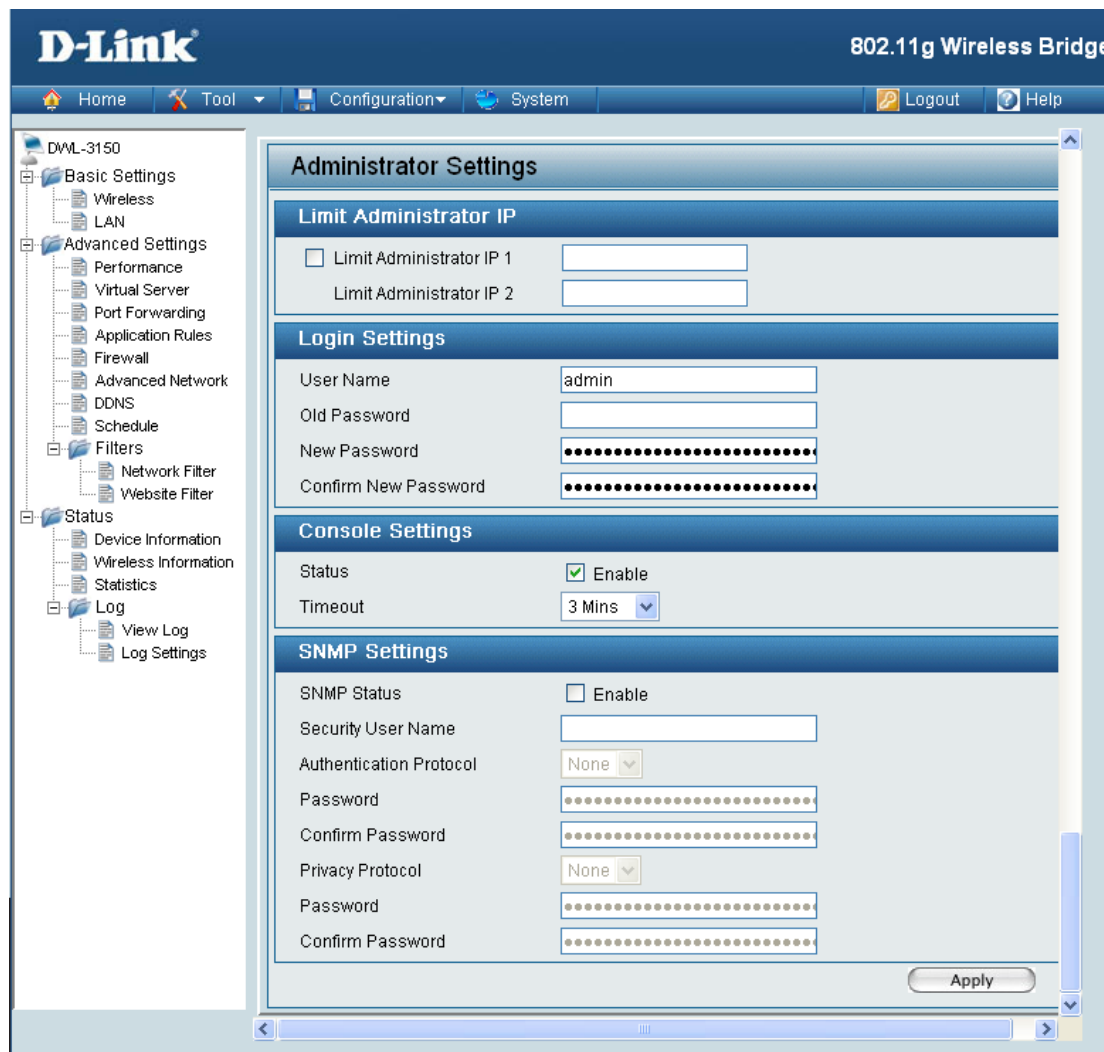 D-Link
802.11g Wireless Bridge
Home Tool Configuration System Logout Help
DWL-3150
Basic Settings
Wireless
LAN
Advanced Settings
Performance
Virtual Server
Port Forwarding
Application Rules
Firewall
Advanced Network
DDNS
Schedule
Filters
Network Filter
Website Filter
Status
Device Information
Wireless Information
Statistics
Log
View Log
Log Settings
Administrator Settings
Limit Administrator IP
Limit Administrator IP 1
Limit Administrator IP 2
Login Settings
User Name admin
Old Password
New Password
Confirm New Password
Console Settings
Status Enable
Timeout 3 Mins
SNMP Settings
SNMP Status Enable
Security User Name
Authentication Protocol None
Password
Confirm Password
Privacy Protocol None
Password
Confirm Password
Apply